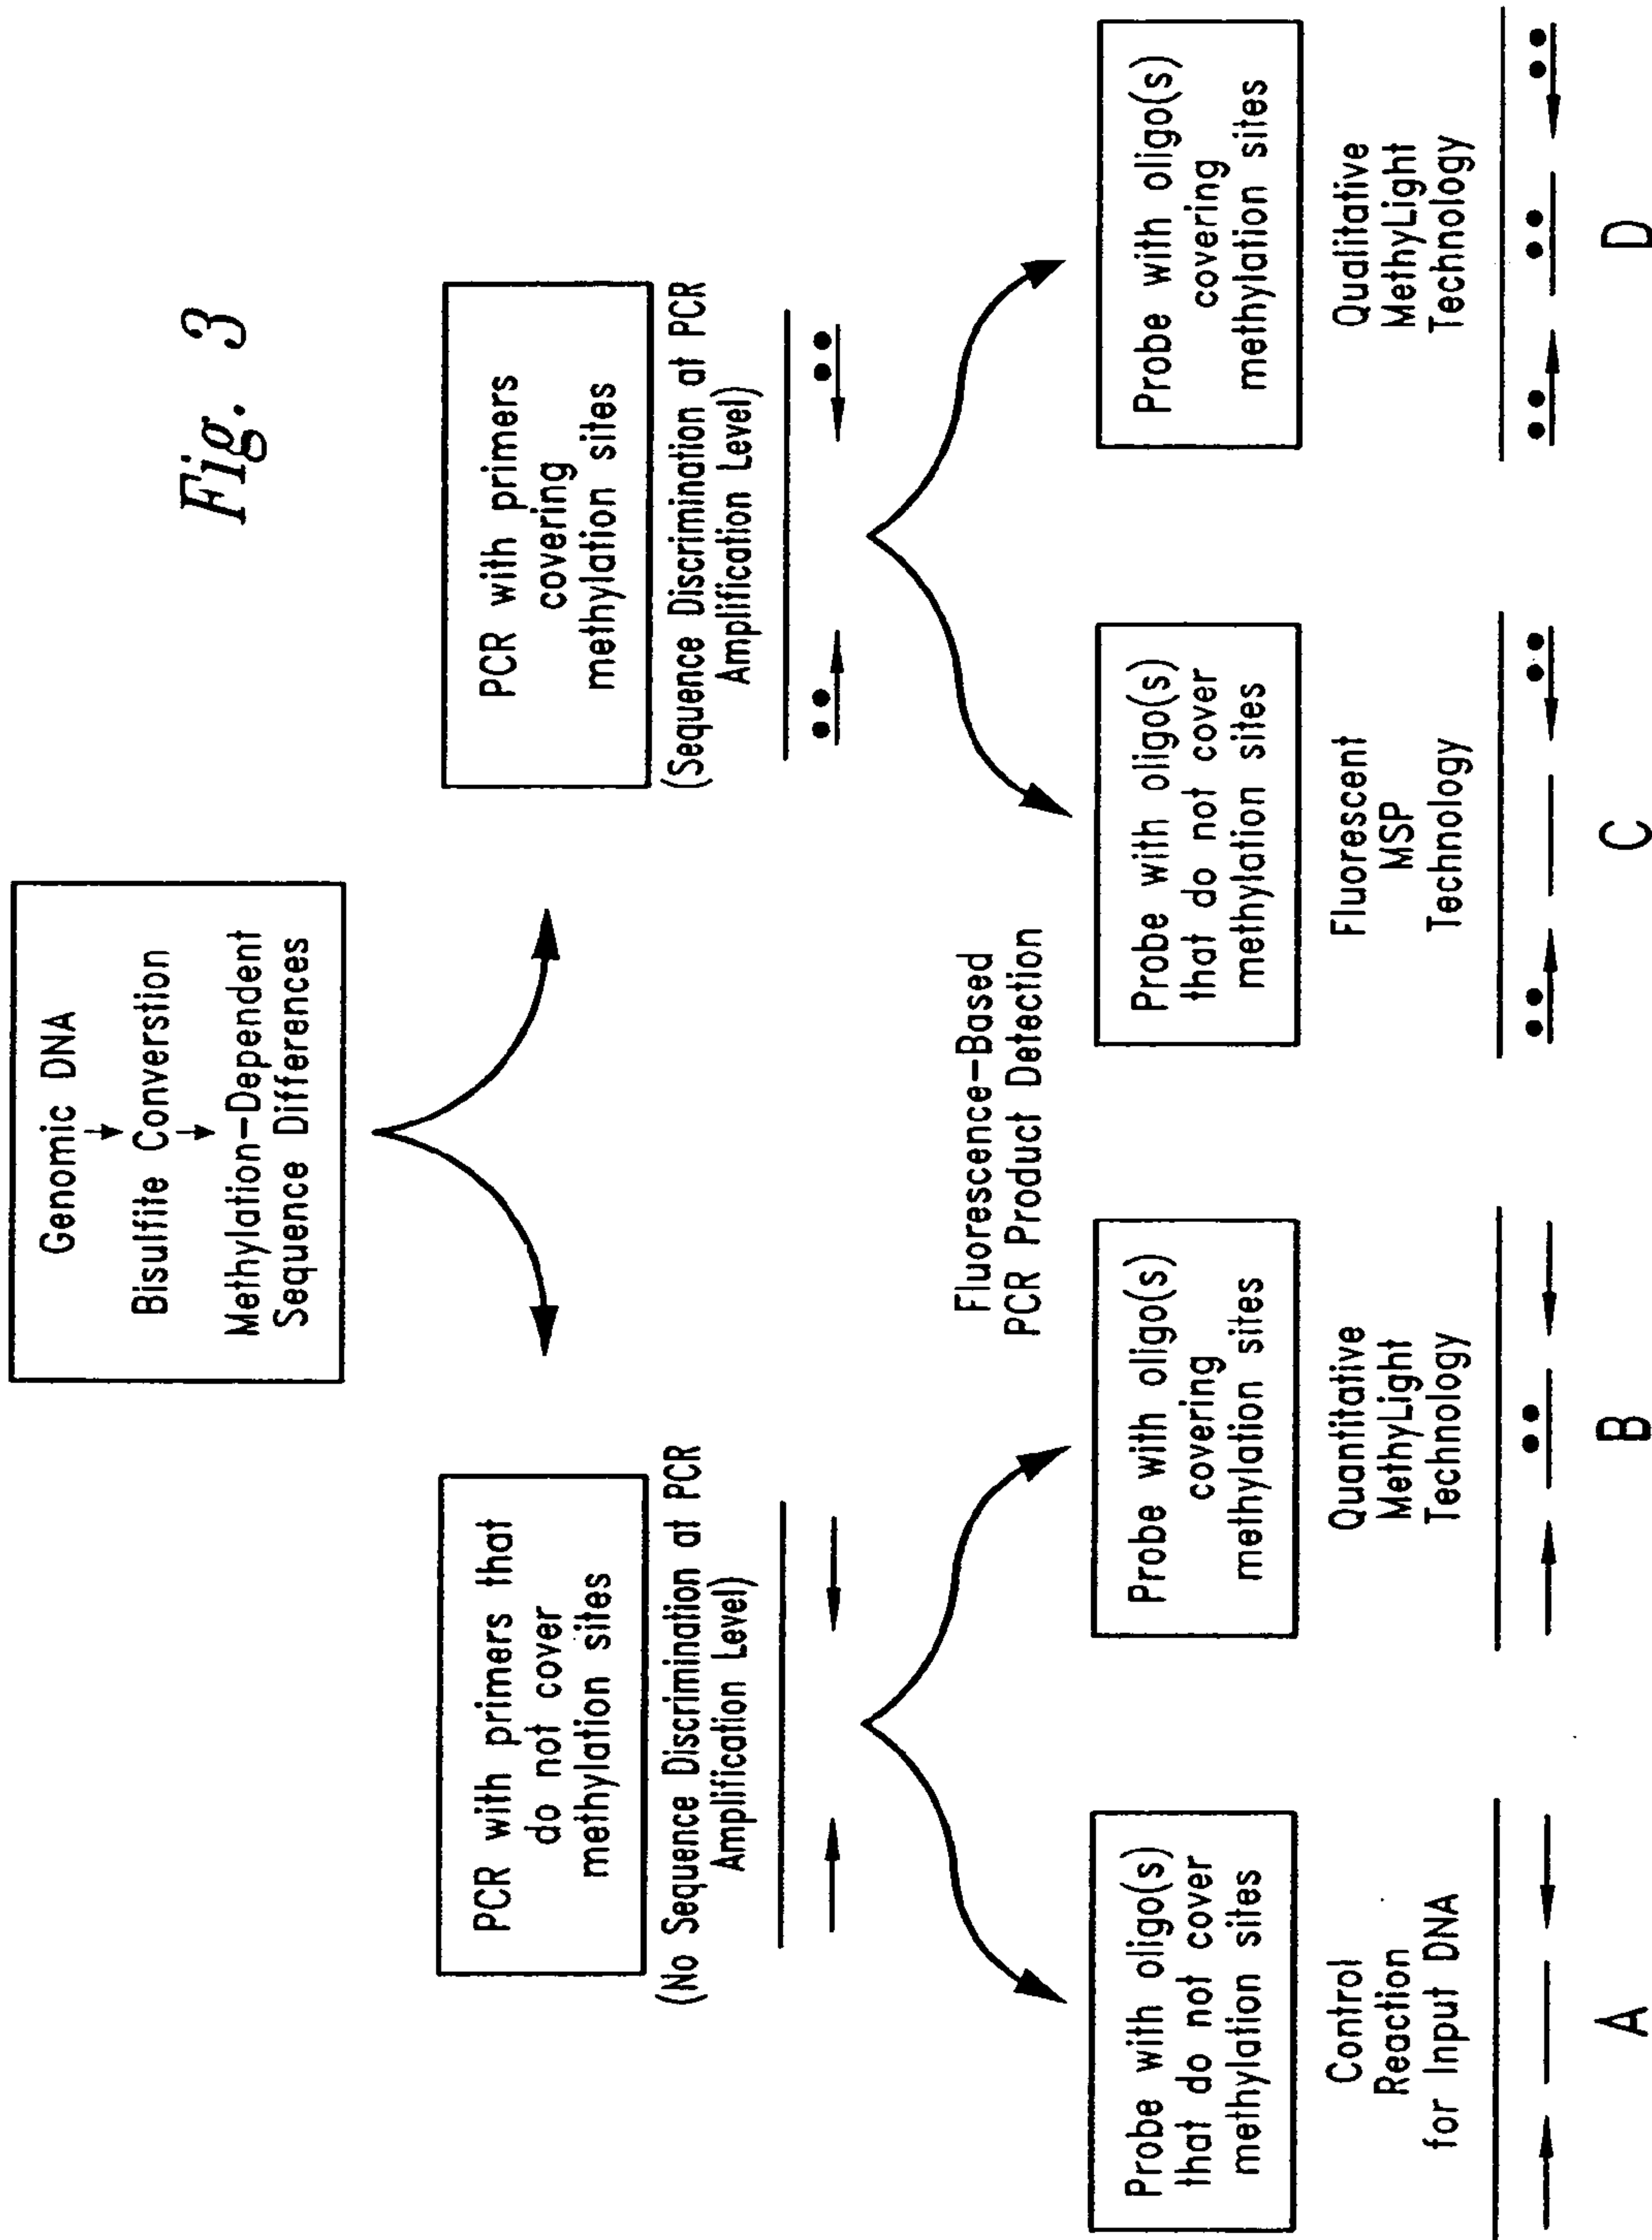 Fig. 3
Genomic DNA
Bisulfite Converstion
Methylation-Dependent
Sequence Differences
PCR with primers that
do not cover
methylation sites
(No Sequence Discrimination at PCR
Amplification Level)
PCR with primers
covering
methylation sites
(Sequence Discrimination at PCR
Amplification Level)
Fluorescence-Based
PCR Product Detection
Probe with oligo(s)
that do not cover
methylation sites
Control
Reaction
for Input DNA
A
Probe with oligo(s)
covering
methylation sites
Quantitative
MethyLight
Technology
B
Probe with oligo(s)
that do not cover
methylation sites
Fluorescent
MSP
Technology
C
Probe with oligo(s)
covering
methylation sites
Qualitative
MethyLight
Technology
D